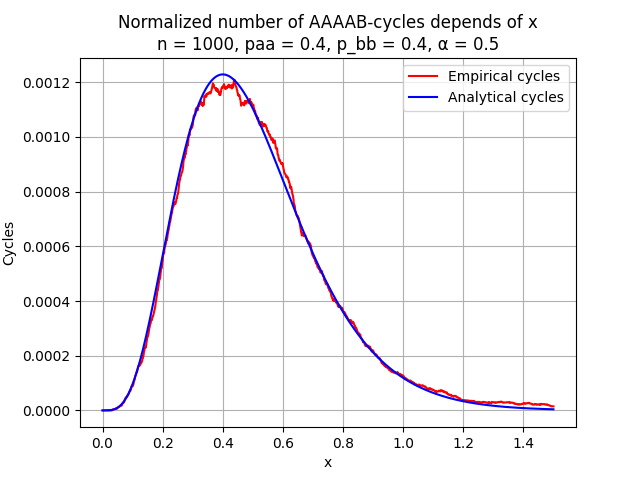 Normalized number of AAAAB-cycles depends of x
n = 1000, paa = 0.4, p_bb = 0.4, α = 0.5
Empirical cycles
Analytical cycles
Cycles
0.0012
0.0010
0.0008
0.0006
0.0004
0.0002
0.0000
0.0 0.2 0.4 0.6 0.8 1.0 1.2 1.4
x